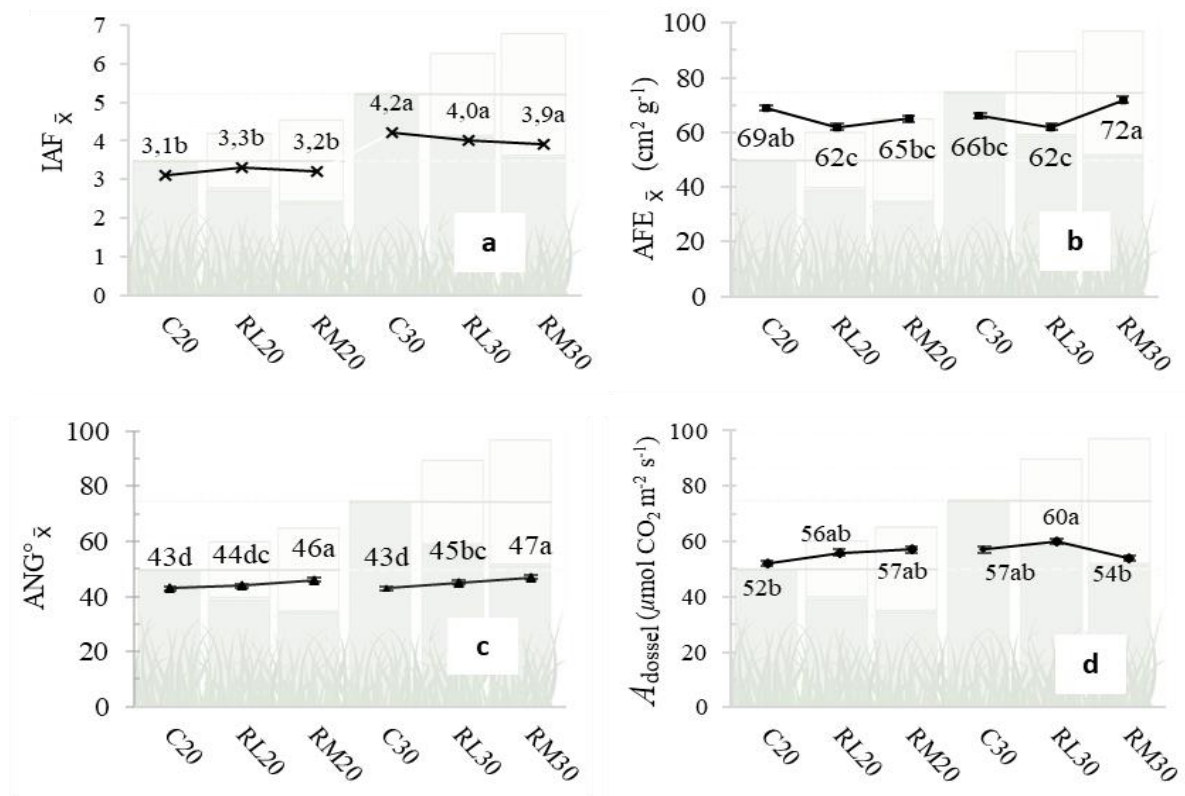 IAF x̄
7
6
5
4
3
2
1
0
3,1b
3,3b
3,2b
4,2a
4,0a
3,9a
a
C20
RL20
RM20
C30
RL30
RM30
AFE x̄ (cm² g⁻¹)
100
80
60
40
20
0
69ab
62c
65bc
66bc
62c
72a
b
C20
RL20
RM20
C30
RL30
RM30
ANG° x̄
100
80
60
40
20
0
43d
44dc
46a
43d
45bc
47a
c
C20
RL20
RM20
C30
RL30
RM30
A dossel (µmol CO₂ m⁻² s⁻¹)
100
80
60
40
20
0
52b
56ab
57ab
57ab
60a
54b
d
C20
RL20
RM20
C30
RL30
RM30